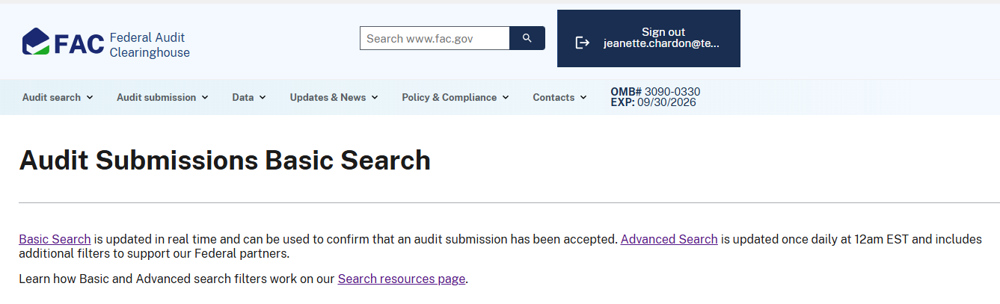 FAC Federal Audit
Clearinghouse
Search www.fac.gov
Sign out
jeanette.chardon@te...
Audit search
Audit submission
Data
Updates & News
Policy & Compliance
Contacts
OMB# 3090-0330
EXP: 09/30/2026
Audit Submissions Basic Search
Basic Search is updated in real time and can be used to confirm that an audit submission has been accepted. Advanced Search is updated once daily at 12am EST and includes
additional filters to support our Federal partners.
Learn how Basic and Advanced search filters work on our Search resources page.